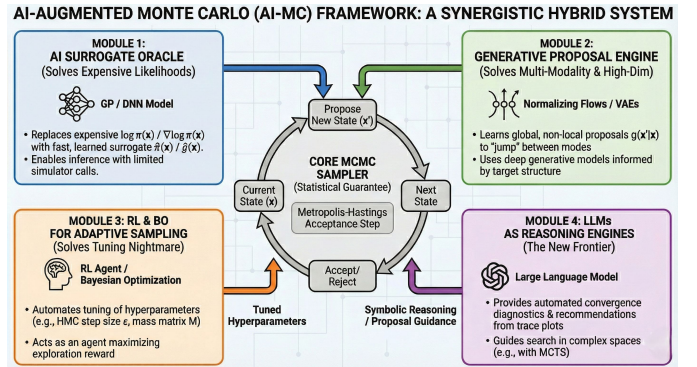 AI-AUGMENTED MONTE CARLO (AI-MC) FRAMEWORK: A SYNERGISTIC HYBRID SYSTEM
MODULE 1:
AI SURROGATE ORACLE
(Solves Expensive Likelihoods)
GP / DNN Model
• Replaces expensive log π(x) / ∇log π(x)
with fast, learned surrogate π̂(x) / ĝ(x).
• Enables inference with limited
simulator calls.
MODULE 2:
GENERATIVE PROPOSAL ENGINE
(Solves Multi-Modality & High-Dim)
Normalizing Flows / VAEs
• Learns global, non-local proposals g(x'|x)
to "jump" between modes
• Uses deep generative models informed
by target structure
Propose
New State (x')
CORE MCMC
SAMPLER
(Statistical Guarantee)
Metropolis-Hastings
Acceptance Step
Current
State (x)
Next
State
Accept/
Reject
MODULE 3: RL & BO
FOR ADAPTIVE SAMPLING
(Solves Tuning Nightmare)
RL Agent /
Bayesian Optimization
• Automates tuning of hyperparameters
(e.g., HMC step size ε, mass matrix M)
• Acts as an agent maximizing
exploration reward
Tuned
Hyperparameters
Symbolic Reasoning
/ Proposal Guidance
MODULE 4: LLMs
AS REASONING ENGINES
(The New Frontier)
Large Language Model
• Provides automated convergence
diagnostics & recommendations
from trace plots
• Guides search in complex spaces
(e.g., with MCTS)